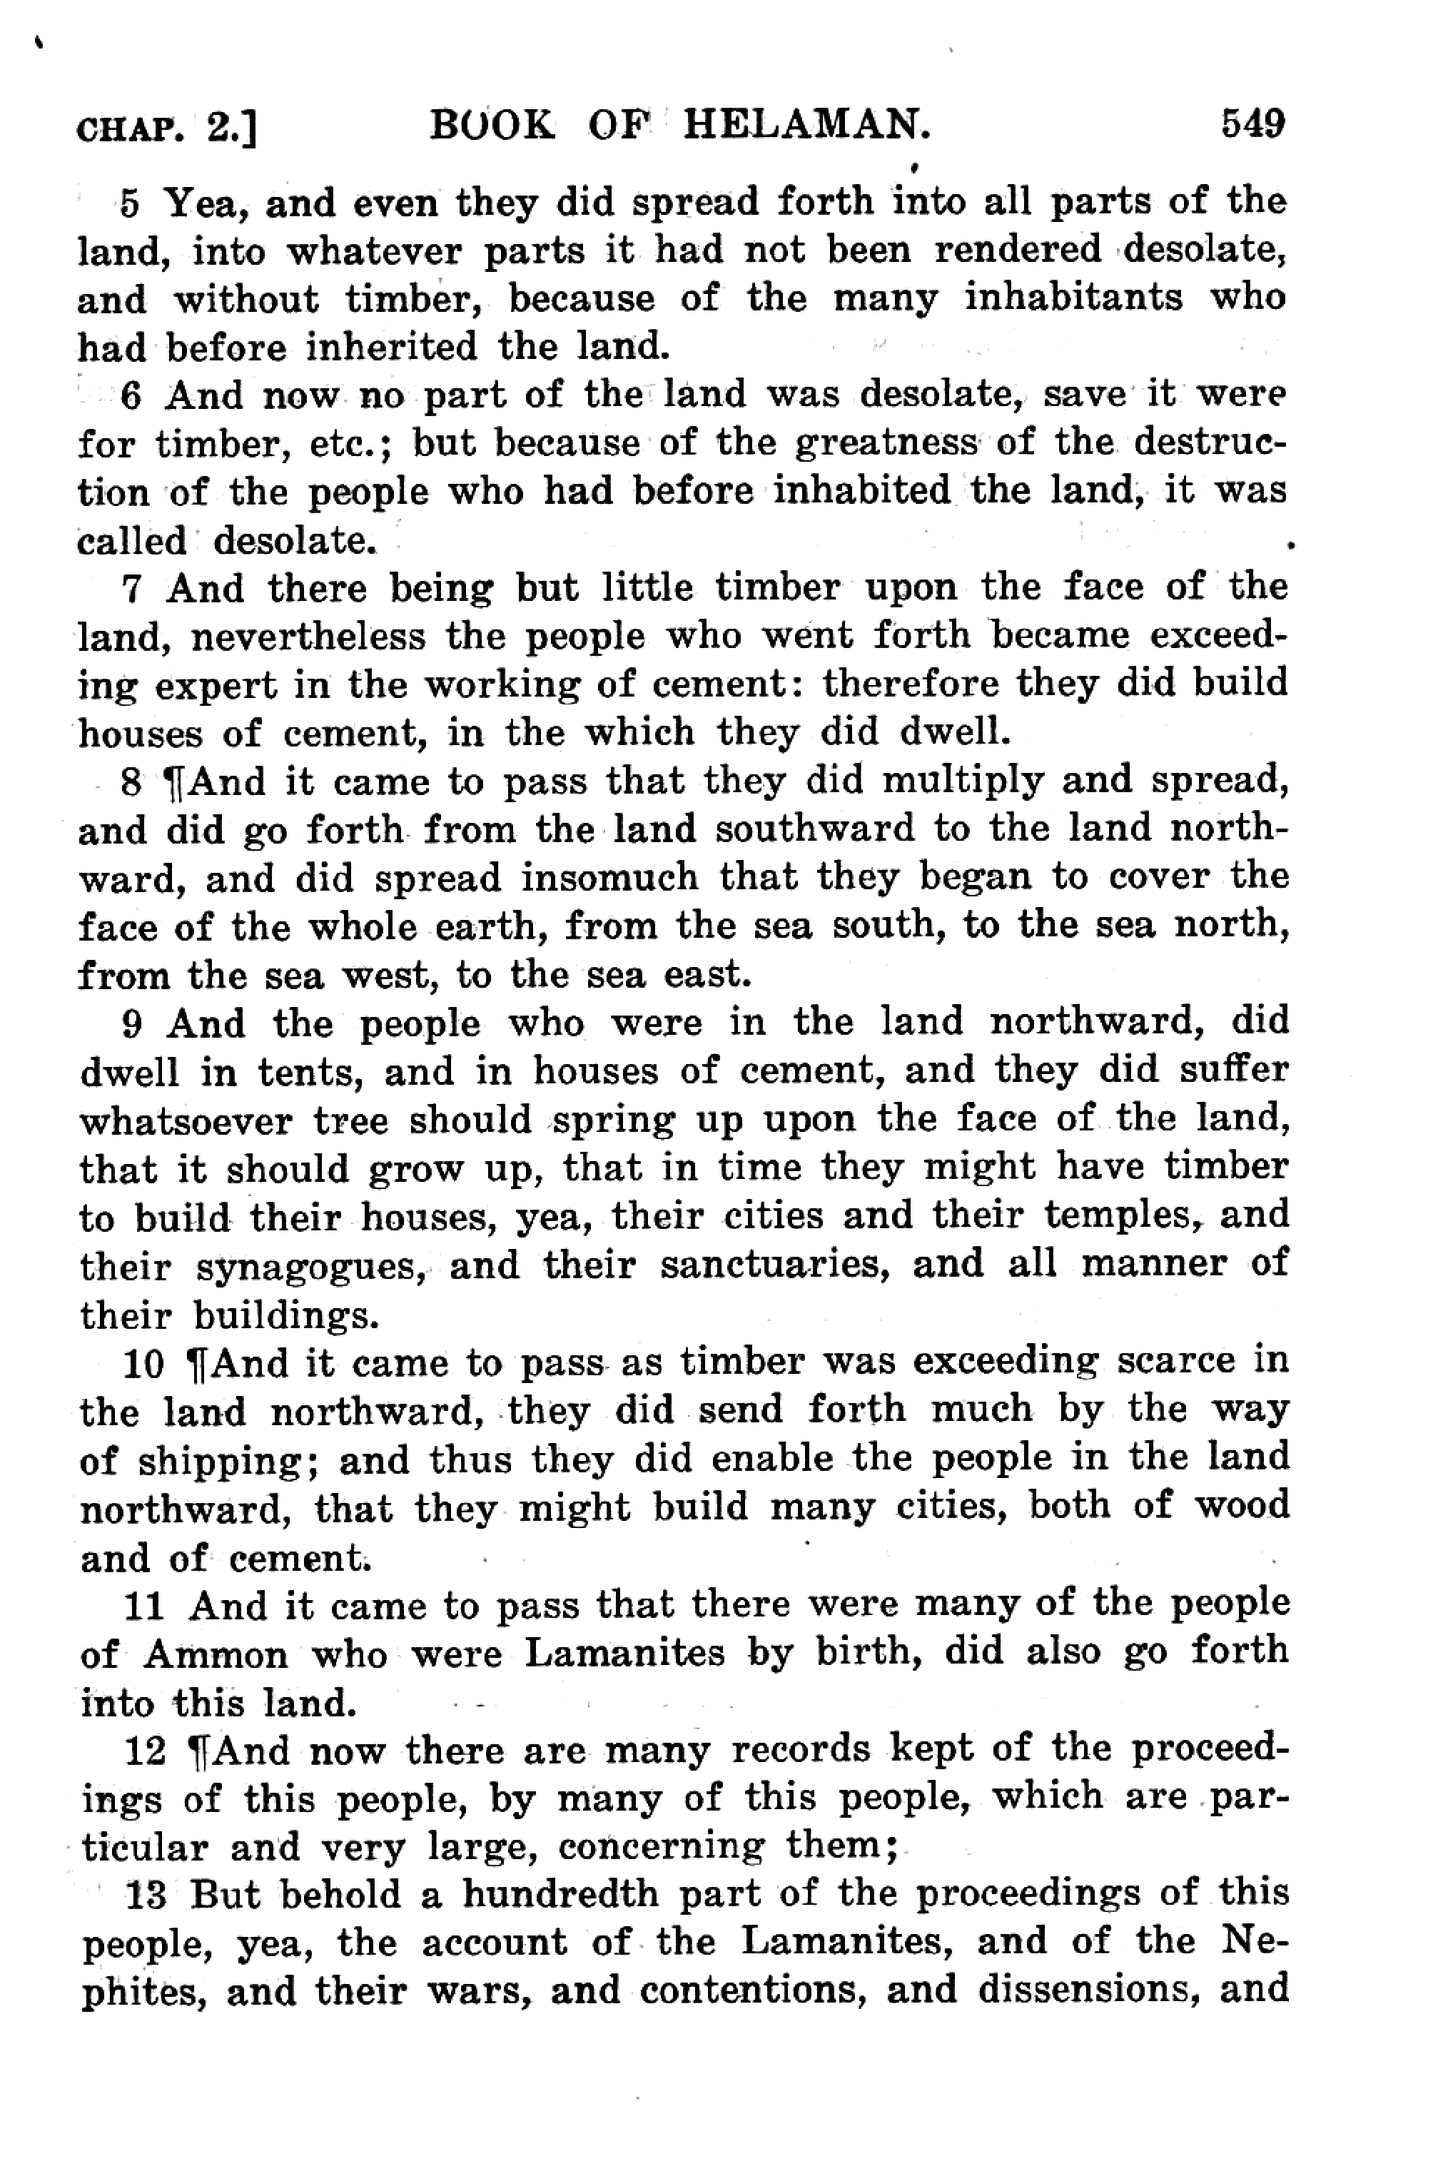 CHAP. 2.] BOOK OF HELAMAN. 549
5 Yea, and even they did spread forth into all parts of the
land, into whatever parts it had not been rendered desolate,
and without timber, because of the many inhabitants who
had before inherited the land.
6 And now no part of the land was desolate, save it were
for timber, etc.; but because of the greatness of the destruc-
tion of the people who had before inhabited the land, it was
called desolate.
7 And there being but little timber upon the face of the
land, nevertheless the people who went forth became exceed-
ing expert in the working of cement: therefore they did build
houses of cement, in the which they did dwell.
8 ¶And it came to pass that they did multiply and spread,
and did go forth from the land southward to the land north-
ward, and did spread insomuch that they began to cover the
face of the whole earth, from the sea south, to the sea north,
from the sea west, to the sea east.
9 And the people who were in the land northward, did
dwell in tents, and in houses of cement, and they did suffer
whatsoever tree should spring up upon the face of the land,
that it should grow up, that in time they might have timber
to build their houses, yea, their cities and their temples, and
their synagogues, and their sanctuaries, and all manner of
their buildings.
10 ¶And it came to pass as timber was exceeding scarce in
the land northward, they did send forth much by the way
of shipping; and thus they did enable the people in the land
northward, that they might build many cities, both of wood
and of cement.
11 And it came to pass that there were many of the people
of Ammon who were Lamanites by birth, did also go forth
into this land.
12 ¶And now there are many records kept of the proceed-
ings of this people, by many of this people, which are par-
ticular and very large, concerning them;
13 But behold a hundredth part of the proceedings of this
people, yea, the account of the Lamanites, and of the Ne-
phites, and their wars, and contentions, and dissensions, and